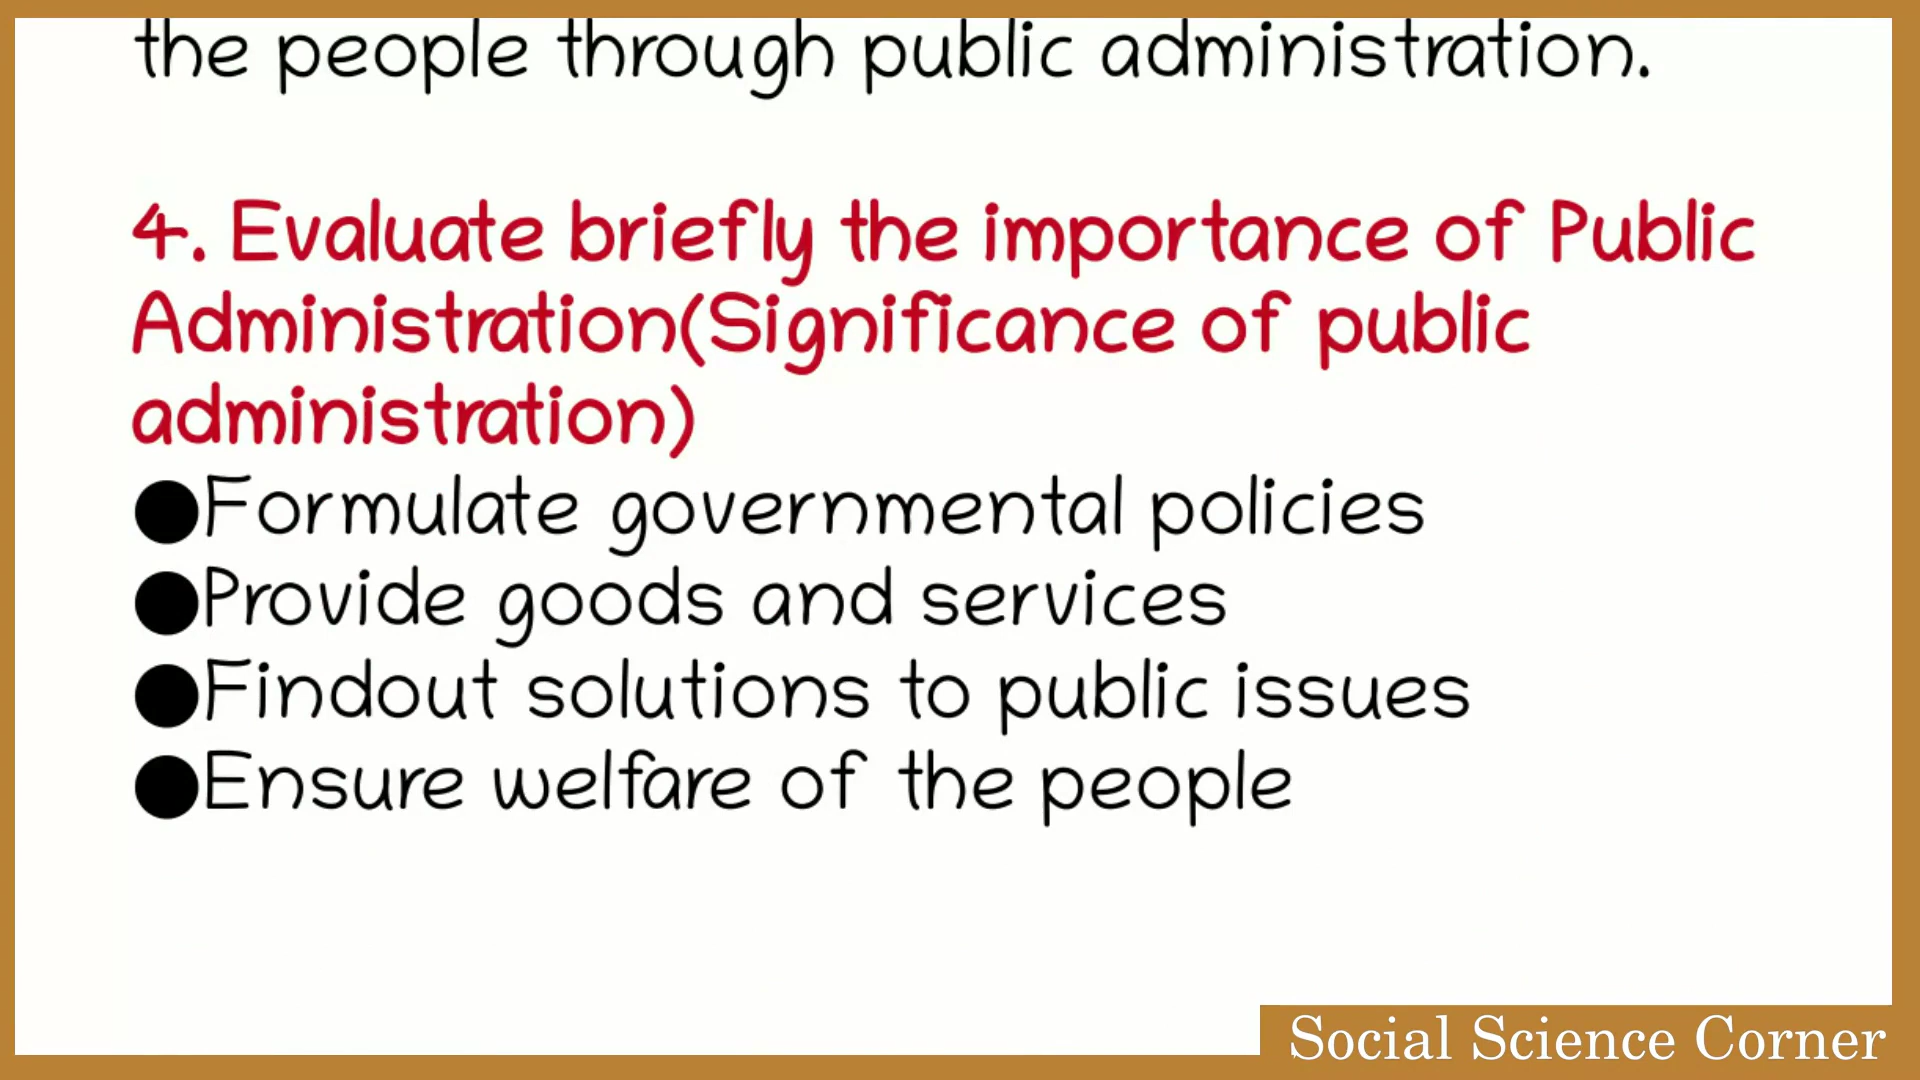 the people through public administration.
4. Evaluate briefly the importance of Public
Administration(Significance of public
administration)
●Formulate governmental policies
●Provide goods and services
●Findout solutions to public issues
●Ensure welfare of the people
Social Science Corner